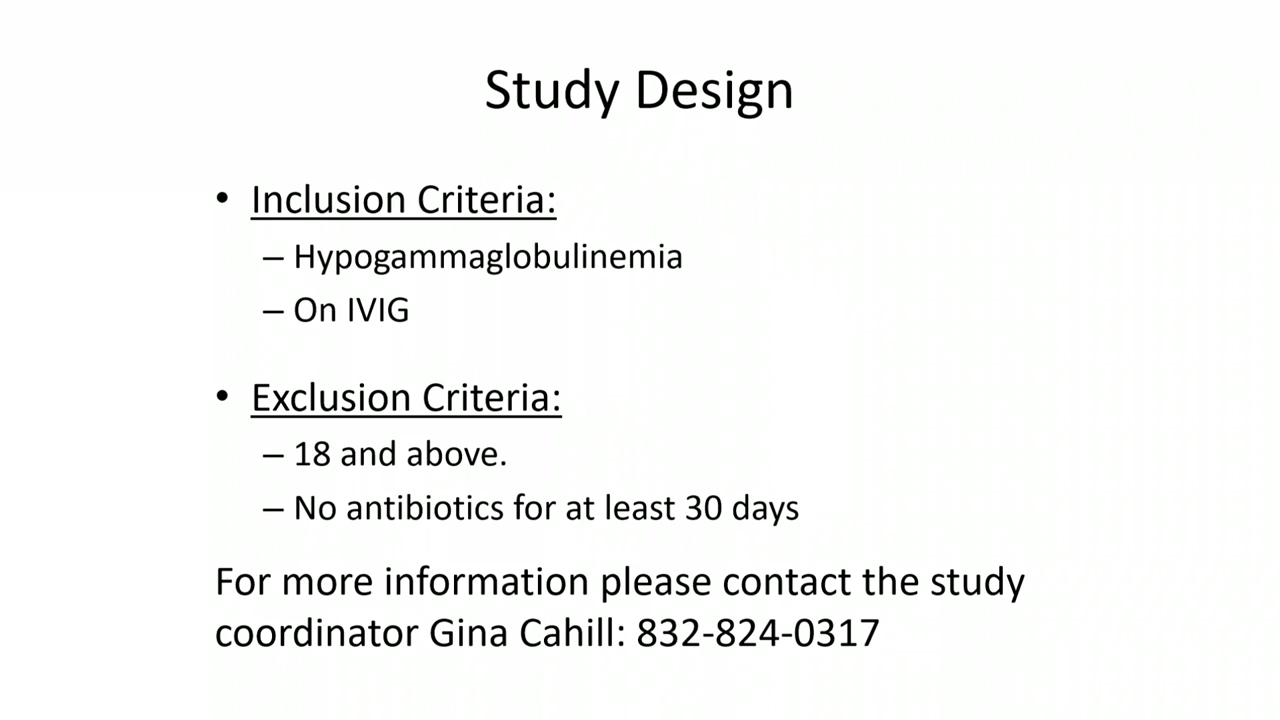 Study Design
• Inclusion Criteria:
– Hypogammaglobulinemia
– On IVIG
• Exclusion Criteria:
– 18 and above.
– No antibiotics for at least 30 days
For more information please contact the study
coordinator Gina Cahill: 832-824-0317